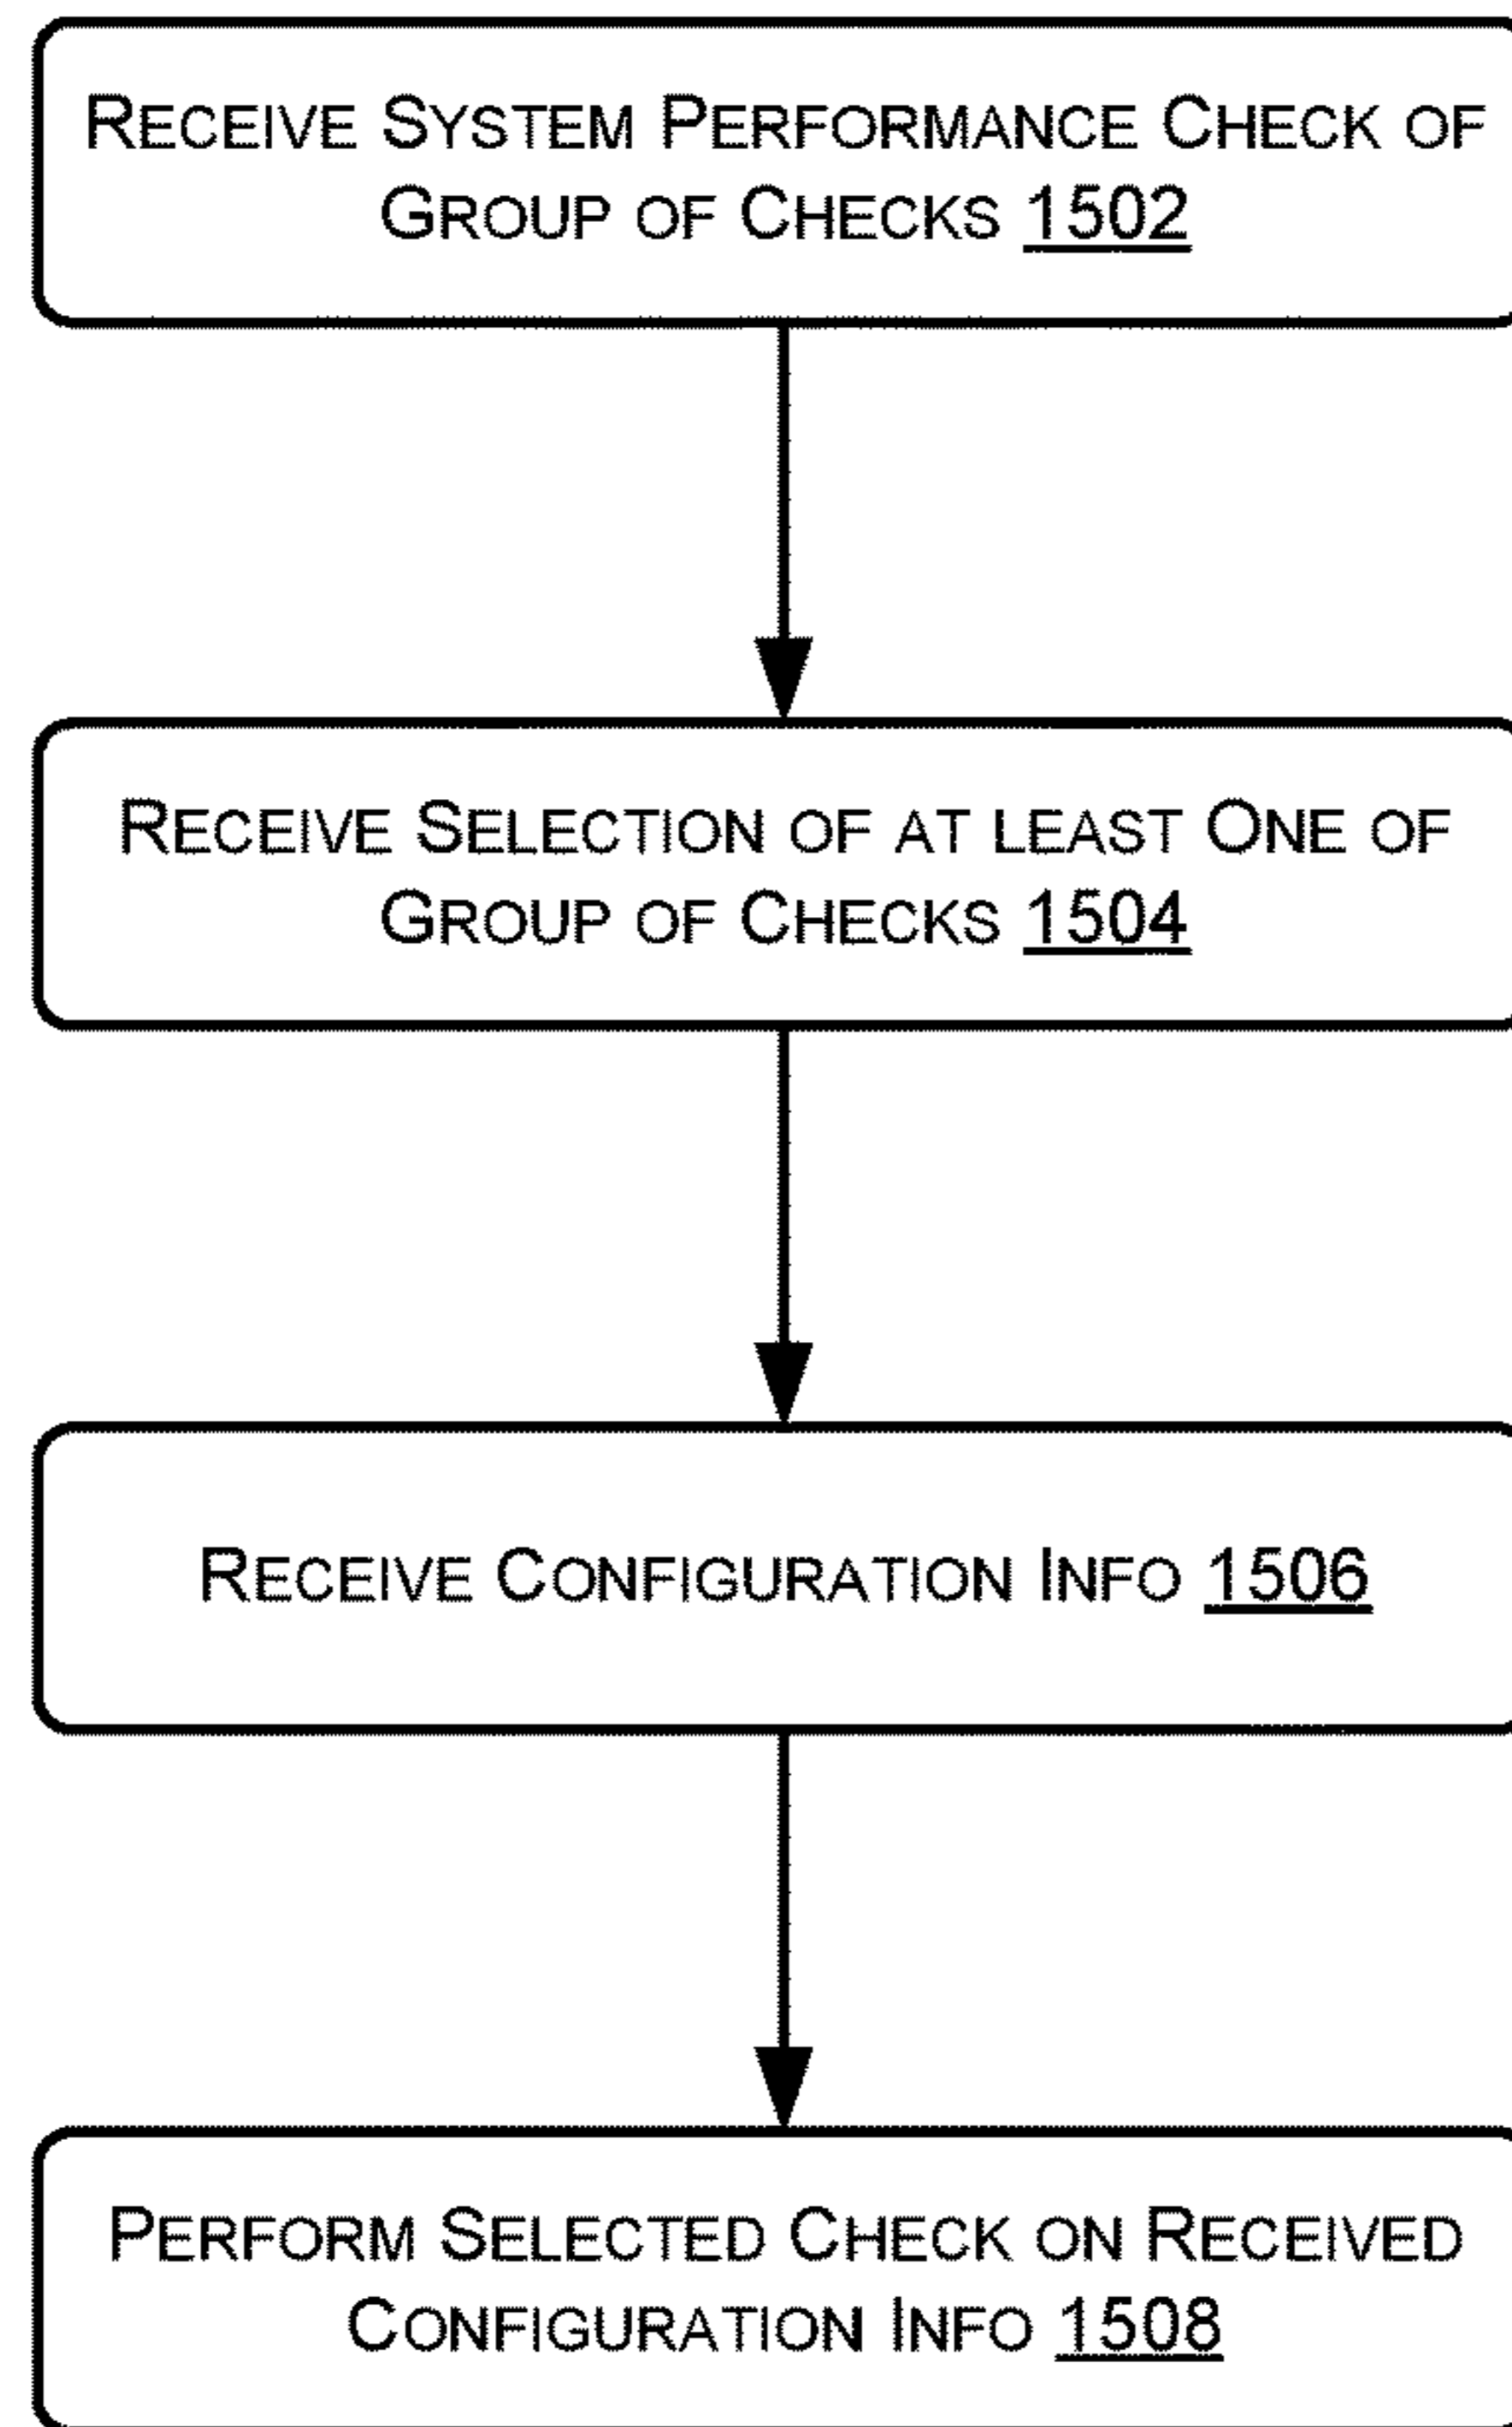 RECEIVE SYSTEM PERFORMANCE CHECK OF
GROUP OF CHECKS 1502
RECEIVE SELECTION OF AT LEAST ONE OF
GROUP OF CHECKS 1504
RECEIVE CONFIGURATION INFO 1506
PERFORM SELECTED CHECK ON RECEIVED
CONFIGURATION INFO 1508